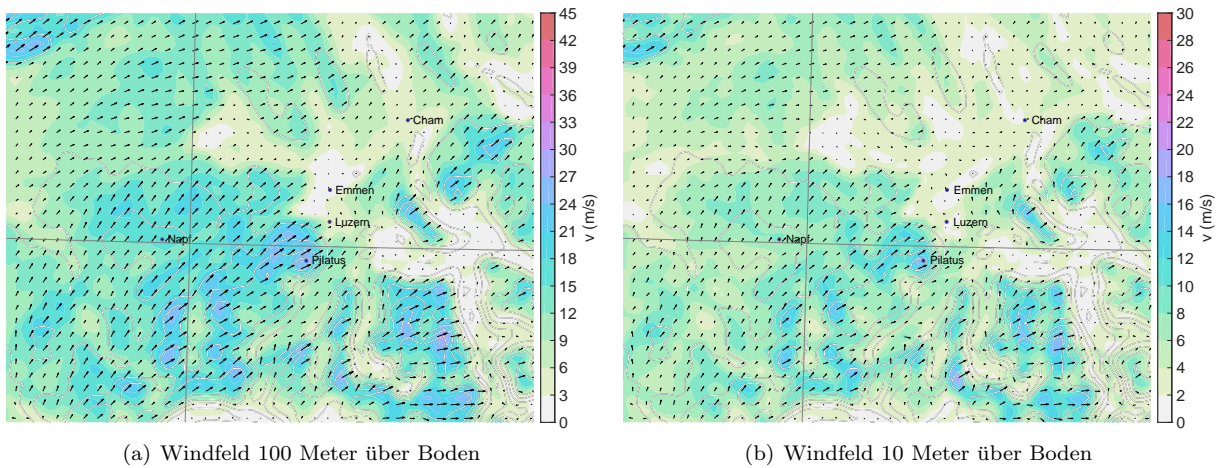 45
42
39
36
33
30
27
24
21
18
15
12
9
6
3
0
v (m/s)
Cham
Emmen
Luzern
Napf
Pilatus
30
28
26
24
22
20
18
16
14
12
10
8
6
4
2
0
v (m/s)
Cham
Emmen
Luzern
Napf
Pilatus
(a) Windfeld 100 Meter über Boden
(b) Windfeld 10 Meter über Boden